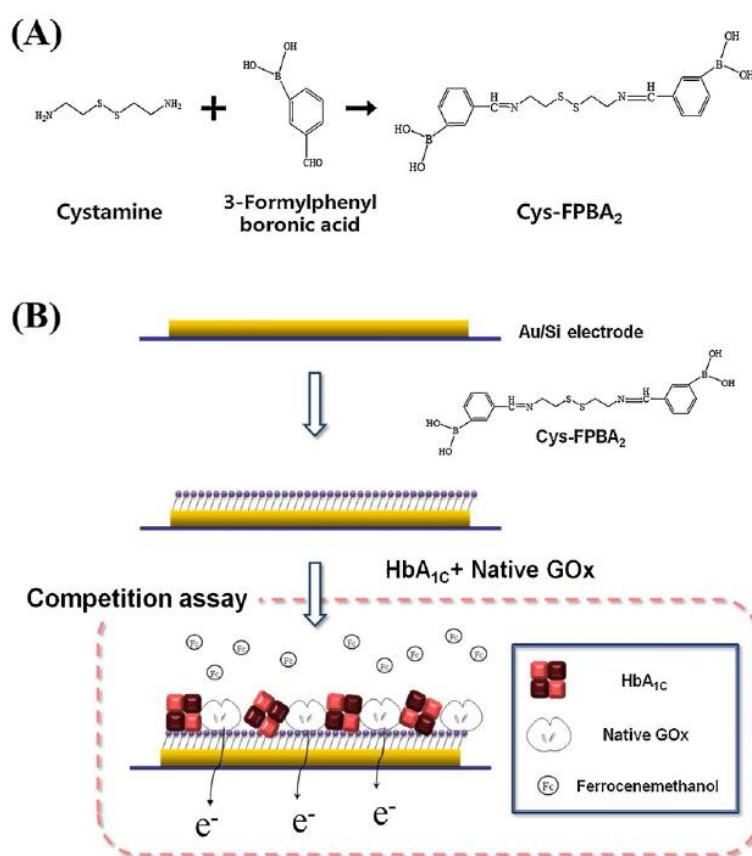 (A)
OH
HO
B
H₂N
S
S
NH₂
CHO
Cystamine
3-Formylphenyl
boronic acid
HO
B
HO
H
C
N
S
S
N
H
C
B
OH
OH
Cys-FPBA₂
(B)
Au/Si electrode
HO
B
HO
H
C
N
S
S
N
H
C
B
OH
OH
Cys-FPBA₂
HbA₁C+ Native GOx
Competition assay
Fc
Fc
Fc
Fc
Fc
Fc
Fc
Fc
Fc
e⁻
e⁻
e⁻
HbA₁C
Native GOx
Fc
Ferrocenemethanol